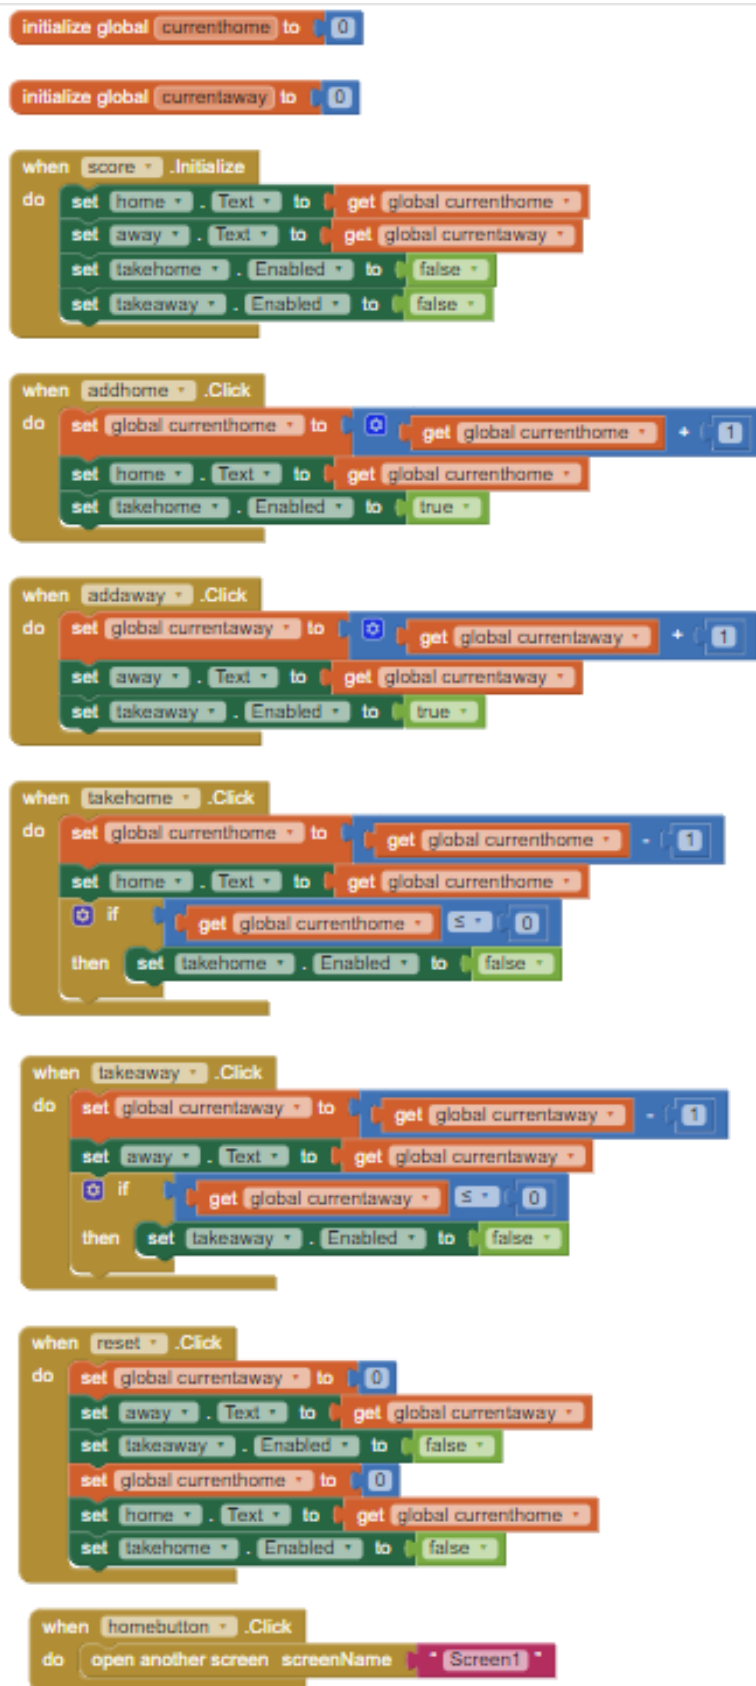 initialize global currenthome to 0
initialize global currentaway to 0
when score .Initialize
do set home . Text to get global currenthome
set away . Text to get global currentaway
set takehome . Enabled to false
set takeaway . Enabled to false
when addhome .Click
do set global currenthome to get global currenthome + 1
set home . Text to get global currenthome
set takehome . Enabled to true
when addaway .Click
do set global currentaway to get global currentaway + 1
set away . Text to get global currentaway
set takeaway . Enabled to true
when takehome .Click
do set global currenthome to get global currenthome - 1
set home . Text to get global currenthome
if get global currenthome ≤ 0
then set takehome . Enabled to false
when takeaway .Click
do set global currentaway to get global currentaway - 1
set away . Text to get global currentaway
if get global currentaway ≤ 0
then set takeaway . Enabled to false
when reset .Click
do set global currentaway to 0
set away . Text to get global currentaway
set takeaway . Enabled to false
set global currenthome to 0
set home . Text to get global currenthome
set takehome . Enabled to false
when homebutton .Click
do open another screen screenName " Screen1 "